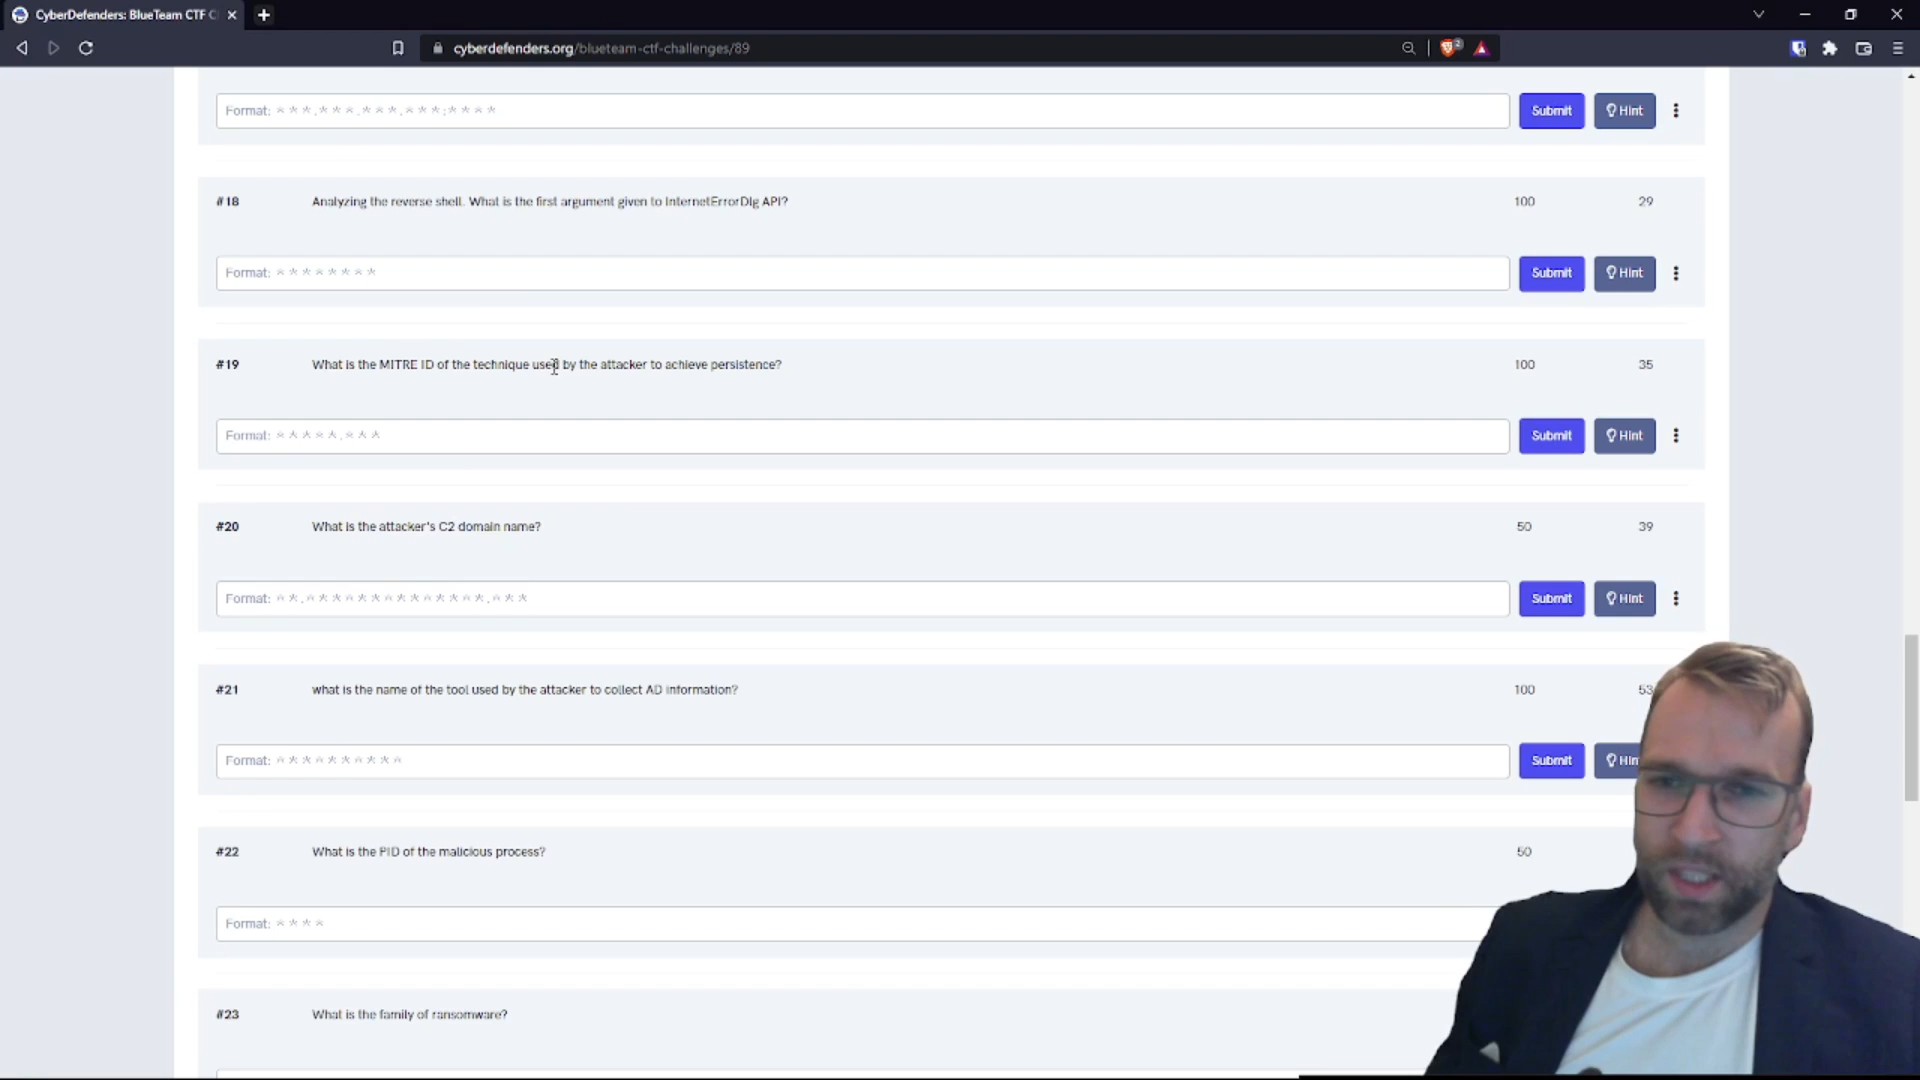 CyberDefenders: BlueTeam CTF C
cyberdefenders.org/blueteam-ctf-challenges/89
Format: ***.***.***.***:****
Submit
Hint
#18 Analyzing the reverse shell. What is the first argument given to InternetErrorDlg API? 100 29
Format: ********
Submit
Hint
#19 What is the MITRE ID of the technique used by the attacker to achieve persistence? 100 35
Format: *****.***
Submit
Hint
#20 What is the attacker's C2 domain name? 50 39
Format: **.**************.***
Submit
Hint
#21 what is the name of the tool used by the attacker to collect AD information? 100 53
Format: **********
Submit
#22 What is the PID of the malicious process? 50
Format: ****
#23 What is the family of ransomware?